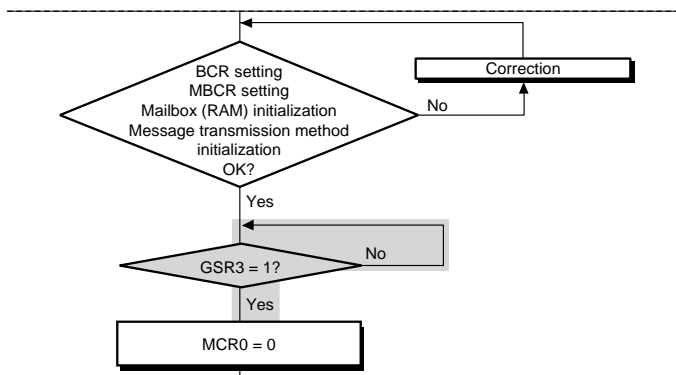 BCR setting
MBCR setting
Mailbox (RAM) initialization
Message transmission method
initialization
OK?
Correction
No
Yes
GSR3 = 1?
No
Yes
MCR0 = 0